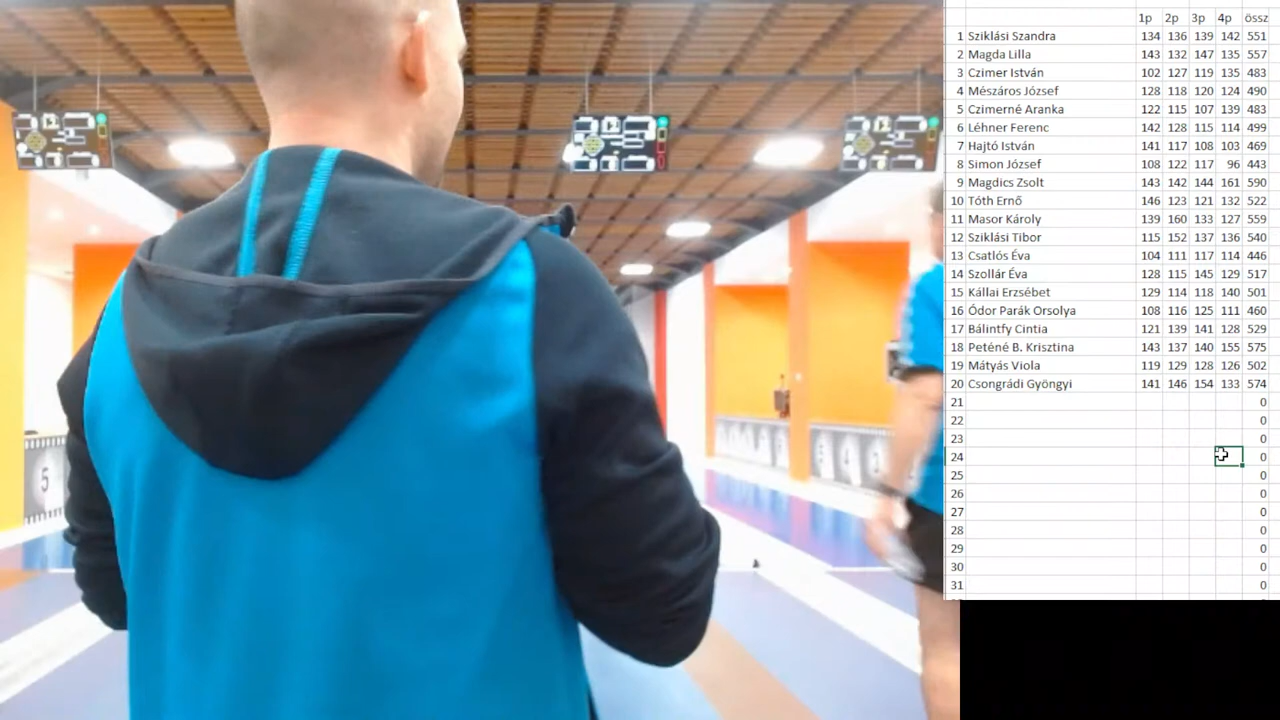 1p 2p 3p 4p össz
1 Sziklási Szandra 134 136 139 142 551
2 Magda Lilla 143 132 147 135 557
3 Czimer István 102 127 119 135 483
4 Mészáros József 128 118 120 124 490
5 Czimerné Aranka 122 115 107 139 483
6 Léhner Ferenc 142 128 115 114 499
7 Hajtó István 141 117 108 103 469
8 Simon József 108 122 117 96 443
9 Magdics Zsolt 143 142 144 161 590
10 Tóth Ernő 146 123 121 132 522
11 Masor Károly 139 160 133 127 559
12 Sziklási Tibor 115 152 137 136 540
13 Csatlós Éva 104 111 117 114 446
14 Szollár Éva 128 115 145 129 517
15 Kállai Erzsébet 129 114 118 140 501
16 Ódor Parák Orsolya 108 116 125 111 460
17 Bálintfy Cintia 121 139 141 128 529
18 Peténé B. Krisztina 143 137 140 155 575
19 Mátyás Viola 119 129 128 126 502
20 Csongrádi Gyöngyi 141 146 154 133 574
21 0
22 0
23 0
24 0
25 0
26 0
27 0
28 0
29 0
30 0
31 0
5